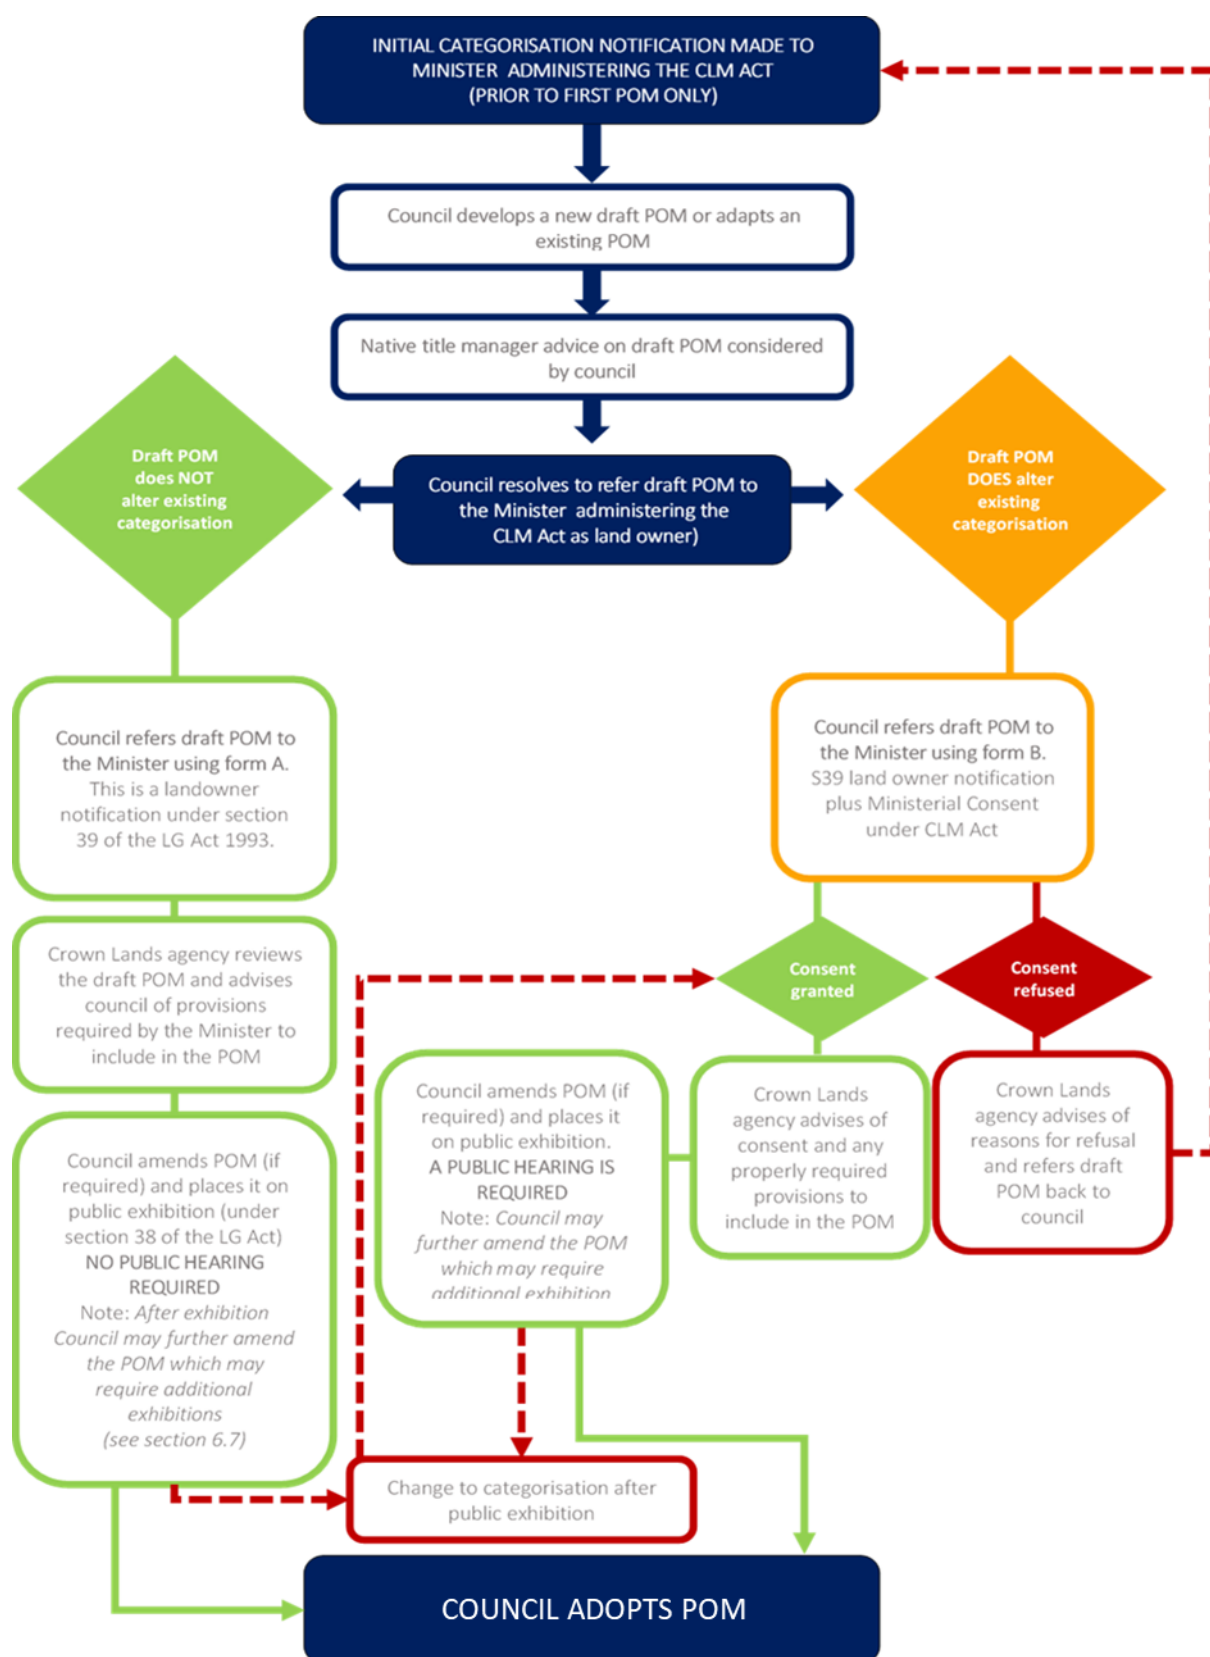 INITIAL CATEGORISATION NOTIFICATION MADE TO
MINISTER ADMINISTERING THE CLM ACT
(PRIOR TO FIRST POM ONLY)
Council develops a new draft POM or adapts an
existing POM
Native title manager advice on draft POM considered
by council
Council resolves to refer draft POM to
the Minister administering the
CLM Act as land owner)
Draft POM
does NOT
alter existing
categorisation
Draft POM
DOES alter
existing
categorisation
Council refers draft POM to
the Minister using form A.
This is a landowner
notification under section
39 of the LG Act 1993.
Council refers draft POM to
the Minister using form B.
S39 land owner notification
plus Ministerial Consent
under CLM Act
Crown Lands agency reviews
the draft POM and advises
council of provisions
required by the Minister to
include in the POM
Consent
granted
Consent
refused
Council amends POM (if
required) and places it on
public exhibition (under
section 38 of the LG Act)
NO PUBLIC HEARING
REQUIRED
Note: After exhibition
Council may further amend
the POM which may
require additional
exhibitions
(see section 6.7)
Council amends POM (if
required) and places it
on public exhibition.
A PUBLIC HEARING IS
REQUIRED
Note: Council may
further amend the POM
which may require
additional exhibition
Crown Lands
agency advises of
consent and any
properly required
provisions to
include in the POM
Crown Lands
agency advises of
reasons for refusal
and refers draft
POM back to
council
Change to categorisation after
public exhibition
COUNCIL ADOPTS POM